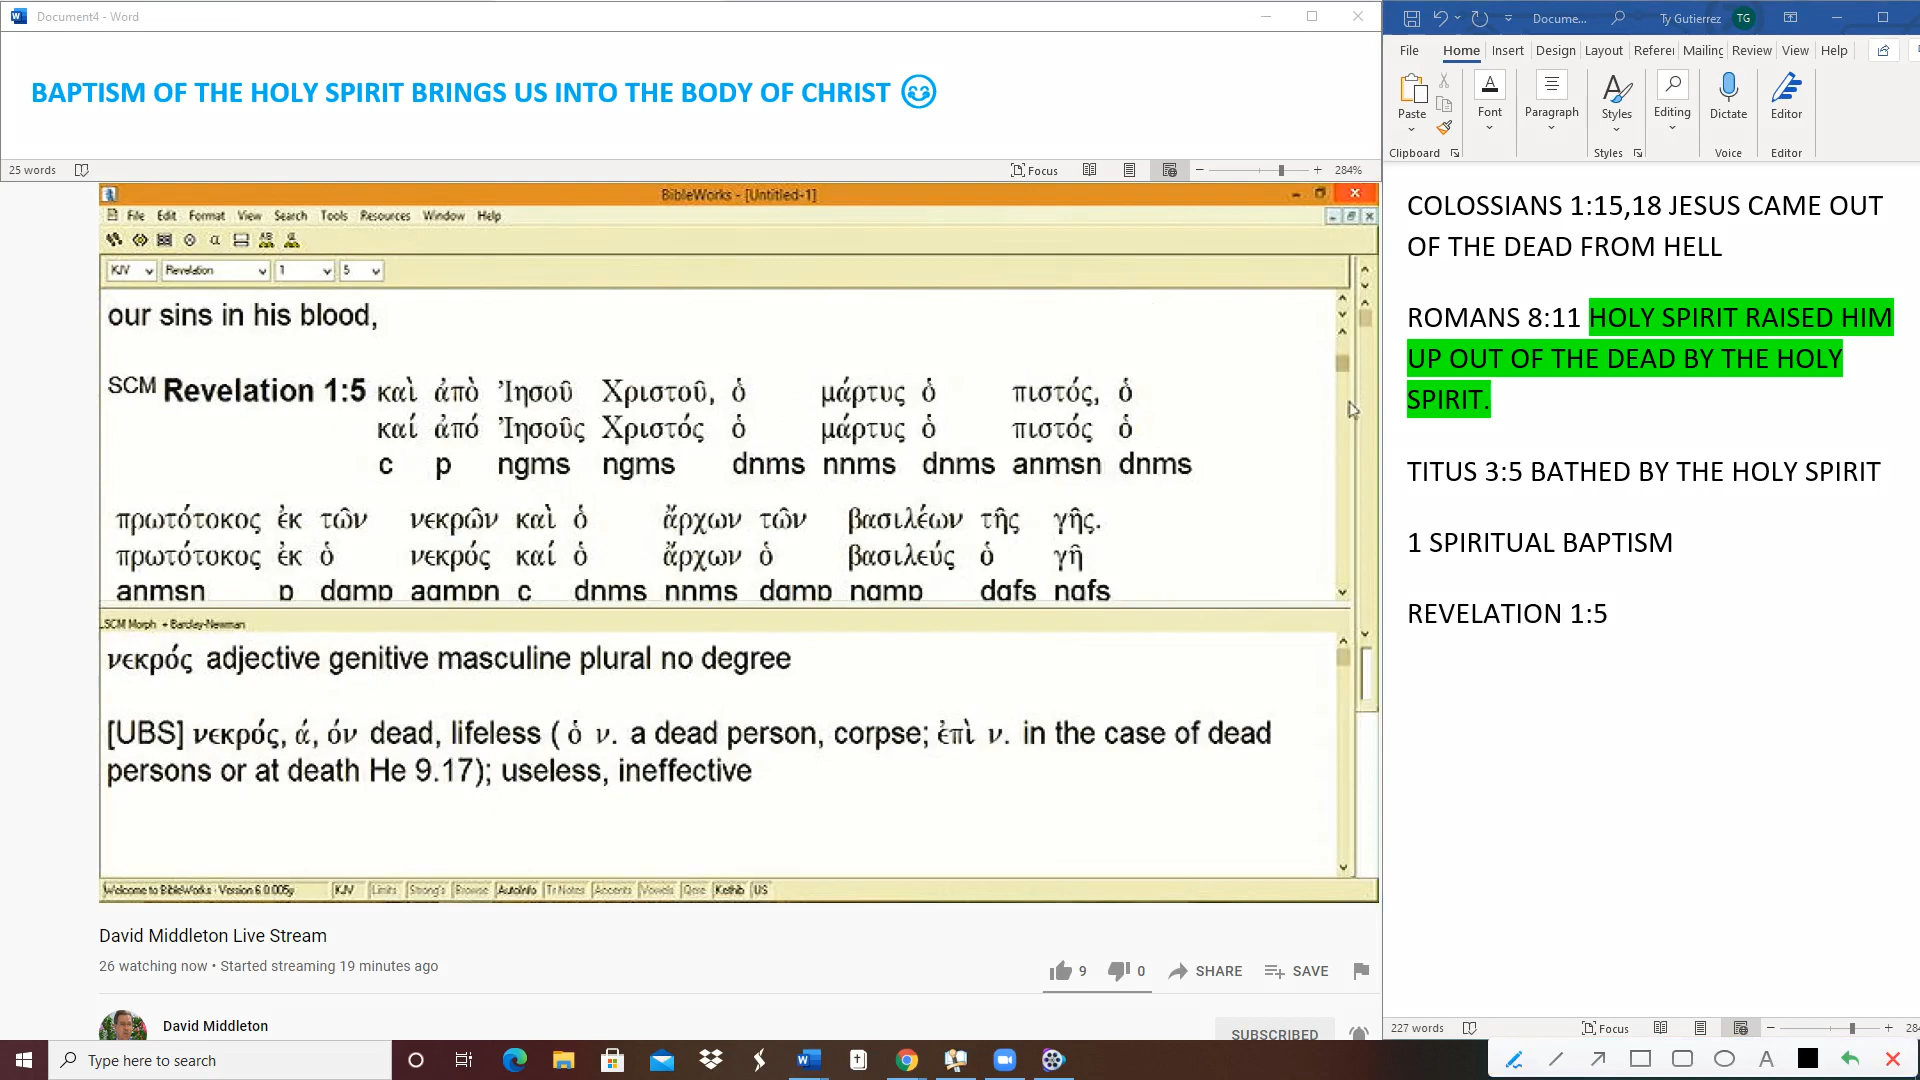 Document4 - Word
BAPTISM OF THE HOLY SPIRIT BRINGS US INTO THE BODY OF CHRIST
25 words
Focus
284%
BibleWorks - [Untitled-1]
File Edit Format View Search Tools Resources Window Help
KJV Revelation 1 5
our sins in his blood,
SCM Revelation 1:5 καὶ ἀπὸ Ἰησοῦ Χριστοῦ, ὁ μάρτυς ὁ πιστός, ὁ
καί ἀπό Ἰησοῦς Χριστός ὁ μάρτυς ὁ πιστός ὁ
c p ngms ngms dnms nnms dnms anmsn dnms
πρωτότοκος ἐκ τῶν νεκρῶν καὶ ὁ ἄρχων τῶν βασιλέων τῆς γῆς.
πρωτότοκος ἐκ ὁ νεκρός καί ὁ ἄρχων ὁ βασιλεύς ὁ γῆ
anmsn p dgmp agmpn c dnms nnms dgmp ngmp dgfs ngfs
SCM Morph + Barclay-Newman
νεκρός adjective genitive masculine plural no degree
[UBS] νεκρός, ά, όν dead, lifeless ( ὁ ν. a dead person, corpse; ἐπὶ ν. in the case of dead
persons or at death He 9.17); useless, ineffective
Welcome to BibleWorks - Version 6.0.005y KJV Limits Strong's Browse AutoInfo Tr Notes Accents Vowels Qere Kethib US
David Middleton Live Stream
26 watching now • Started streaming 19 minutes ago
9 0 SHARE SAVE
David Middleton
SUBSCRIBED
Docume... Ty Gutierrez TG
File Home Insert Design Layout Referen Mailing Review View Help
Paste Font Paragraph Styles Editing Dictate Editor
Clipboard Styles Voice Editor
COLOSSIANS 1:15,18 JESUS CAME OUT
OF THE DEAD FROM HELL
ROMANS 8:11 HOLY SPIRIT RAISED HIM
UP OUT OF THE DEAD BY THE HOLY
SPIRIT.
TITUS 3:5 BATHED BY THE HOLY SPIRIT
1 SPIRITUAL BAPTISM
REVELATION 1:5
227 words
Focus
284
Type here to search